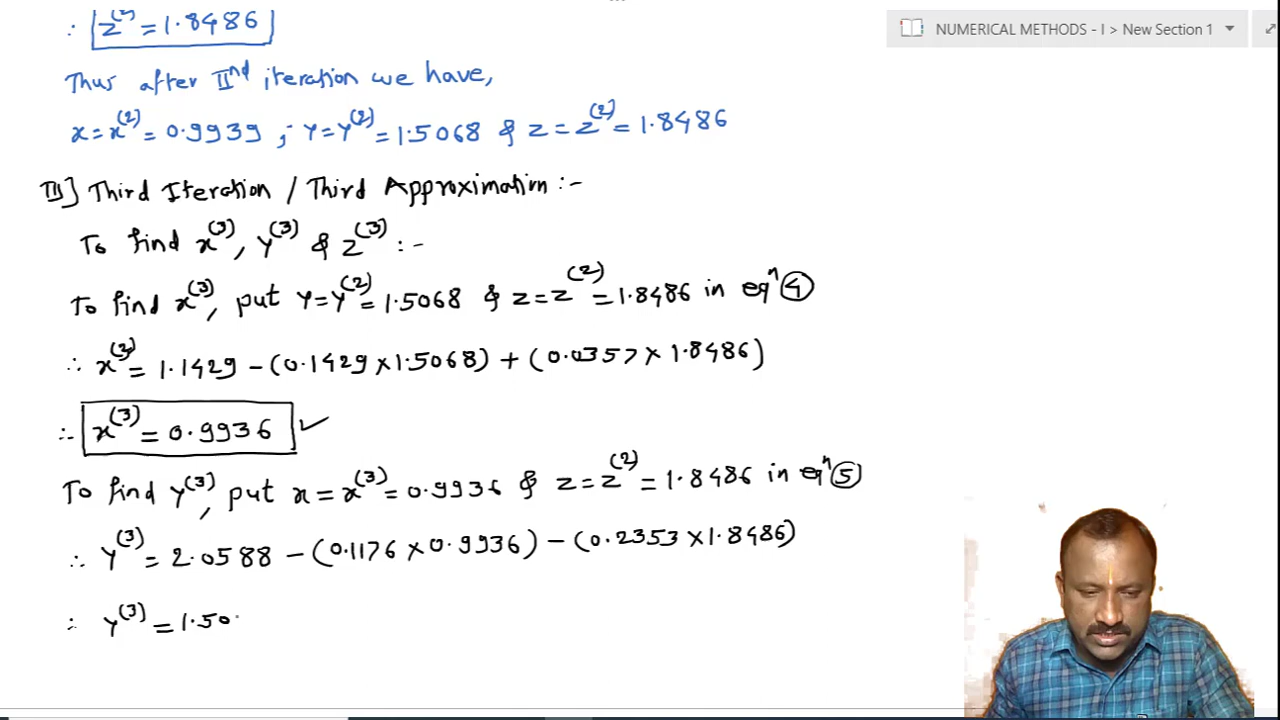 ∴ z⁽²⁾ = 1.8486
NUMERICAL METHODS - I > New Section 1
Thus after IInd iteration we have,
x = x⁽²⁾ = 0.9939 ; y = y⁽²⁾ = 1.5068 & z = z⁽²⁾ = 1.8486
III] Third Iteration / Third Approximation :-
To find x⁽³⁾, y⁽³⁾ & z⁽³⁾ :-
To find x⁽³⁾, put y = y⁽²⁾ = 1.5068 & z = z⁽²⁾ = 1.8486 in eqⁿ ④
∴ x⁽³⁾ = 1.1429 − (0.1429 × 1.5068) + (0.0357 × 1.8486)
∴ x⁽³⁾ = 0.9936 ✓
To find y⁽³⁾, put x = x⁽³⁾ = 0.9936 & z = z⁽²⁾ = 1.8486 in eqⁿ ⑤
∴ y⁽³⁾ = 2.0588 − (0.1176 × 0.9936) − (0.2353 × 1.8486)
∴ y⁽³⁾ = 1.50